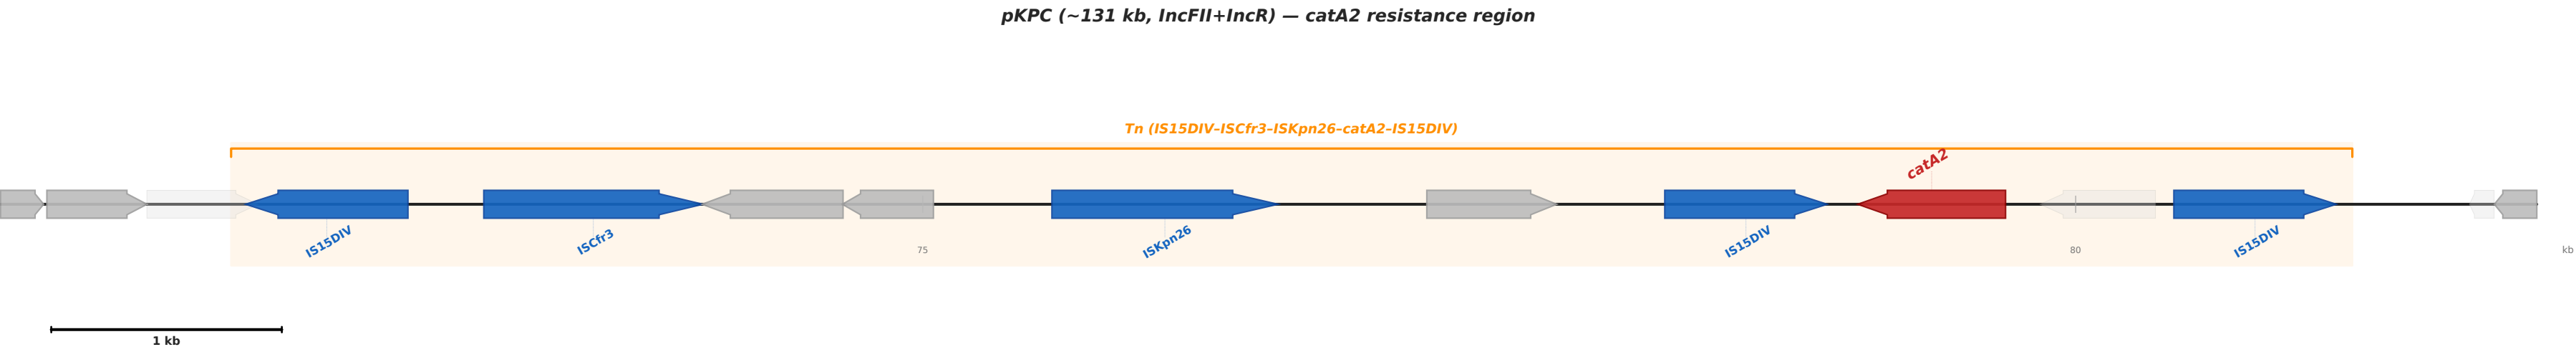 pKPC (~131 kb, IncFII+IncR) — catA2 resistance region
Tn (IS15DIV–ISCfr3–ISKpn26–catA2–IS15DIV)
catA2
IS15DIV
ISCfr3
ISKpn26
IS15DIV
IS15DIV
75
80
kb
1 kb